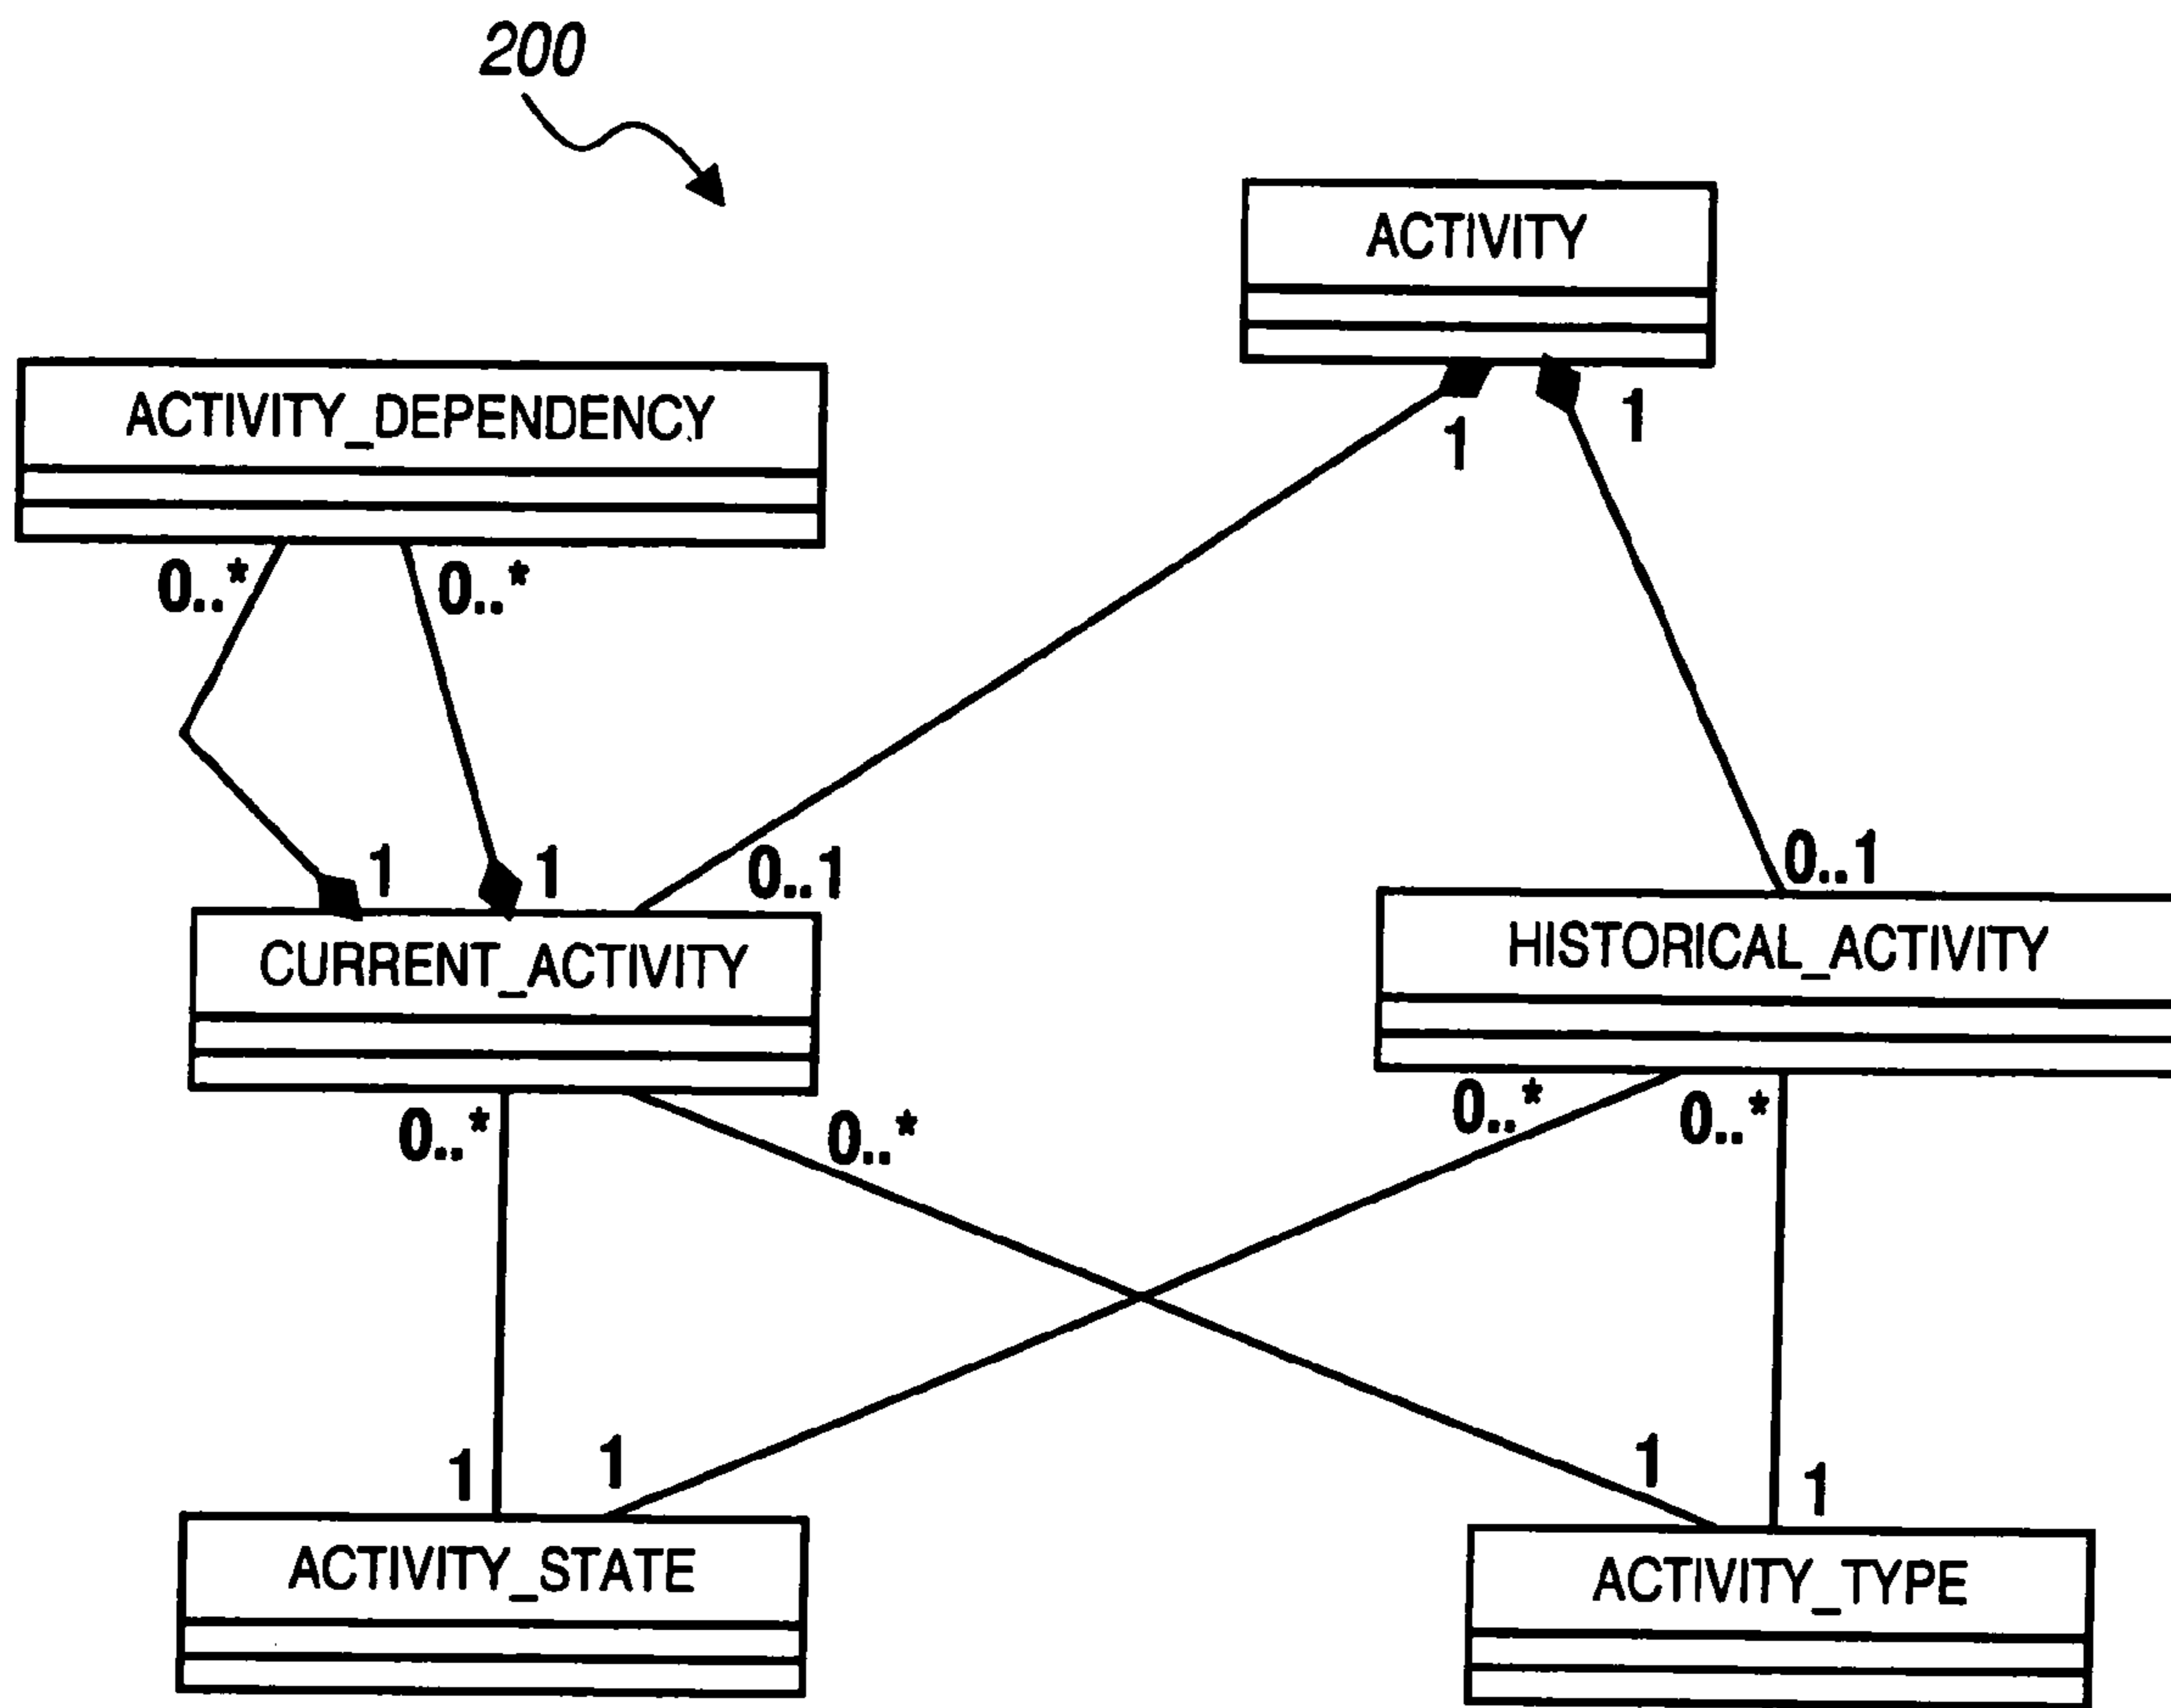 200
ACTIVITY
1
1
ACTIVITY_DEPENDENCY
0..*
0..*
1
1
0..1
0..1
CURRENT_ACTIVITY
HISTORICAL_ACTIVITY
0..*
0..*
0..*
0..*
1
1
1
1
ACTIVITY_STATE
ACTIVITY_TYPE